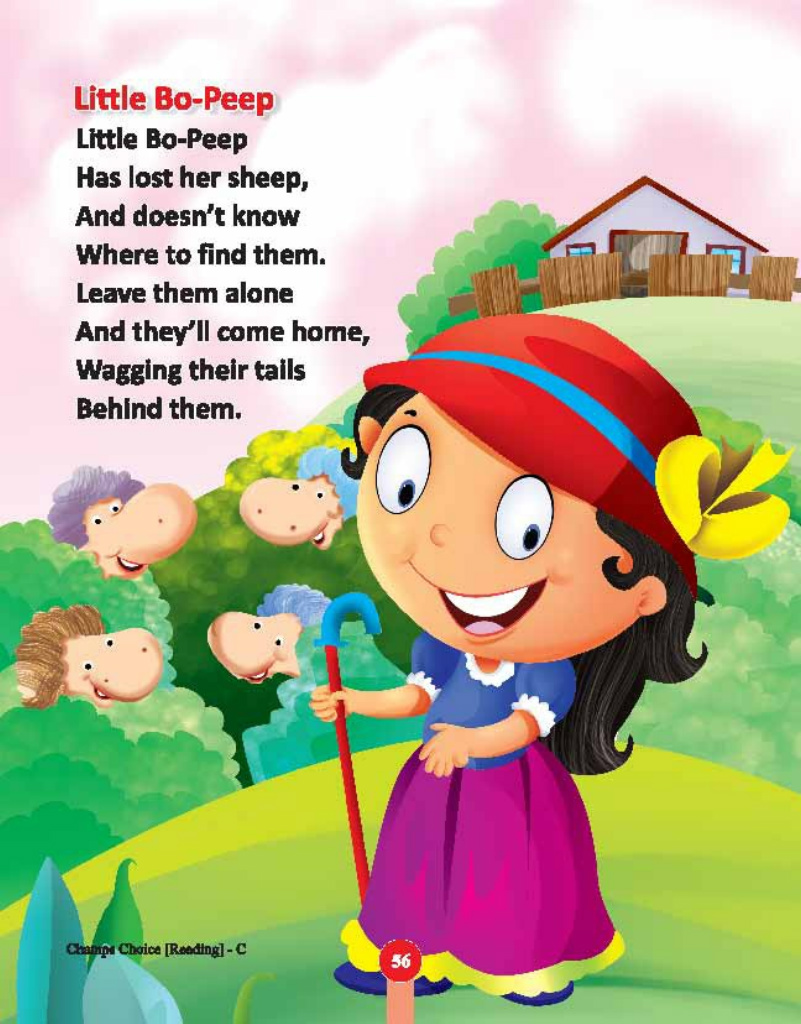 Little Bo-Peep
Little Bo-Peep
Has lost her sheep,
And doesn't know
Where to find them.
Leave them alone
And they'll come home,
Wagging their tails
Behind them.
Champs Choice [Reading] - C
56